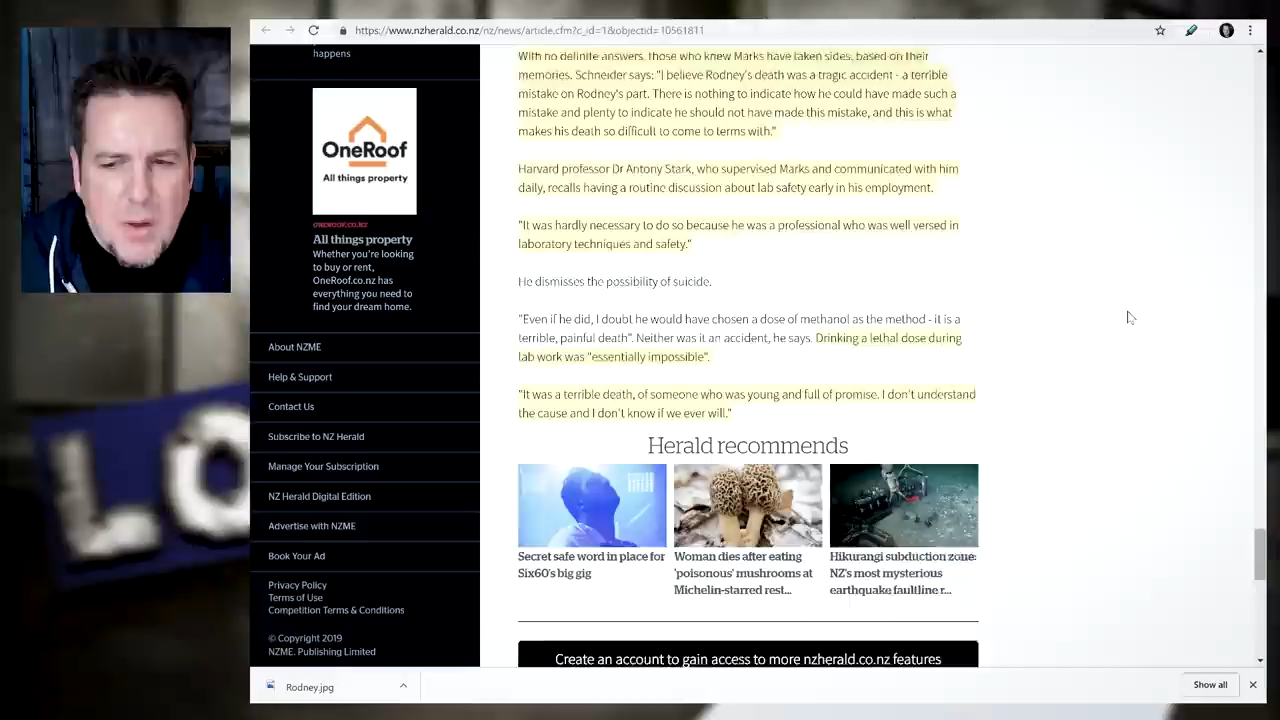 https://www.nzherald.co.nz/nz/news/article.cfm?c_id=1&objectid=10561811
happens
OneRoof
All things property
oneroof.co.nz
All things property
Whether you're looking
to buy or rent,
OneRoof.co.nz has
everything you need to
find your dream home.
About NZME
Help & Support
Contact Us
Subscribe to NZ Herald
Manage Your Subscription
NZ Herald Digital Edition
Advertise with NZME
Book Your Ad
Privacy Policy
Terms of Use
Competition Terms & Conditions
© Copyright 2019
NZME. Publishing Limited
With no definite answers, those who knew Marks have taken sides, based on their
memories. Schneider says: "I believe Rodney's death was a tragic accident - a terrible
mistake on Rodney's part. There is nothing to indicate how he could have made such a
mistake and plenty to indicate he should not have made this mistake, and this is what
makes his death so difficult to come to terms with."
Harvard professor Dr Antony Stark, who supervised Marks and communicated with him
daily, recalls having a routine discussion about lab safety early in his employment.
"It was hardly necessary to do so because he was a professional who was well versed in
laboratory techniques and safety."
He dismisses the possibility of suicide.
"Even if he did, I doubt he would have chosen a dose of methanol as the method - it is a
terrible, painful death". Neither was it an accident, he says. Drinking a lethal dose during
lab work was "essentially impossible".
"It was a terrible death, of someone who was young and full of promise. I don't understand
the cause and I don't know if we ever will."
Herald recommends
Secret safe word in place for
Six60's big gig
Woman dies after eating
'poisonous' mushrooms at
Michelin-starred rest...
Hikurangi subduction zone:
NZ's most mysterious
earthquake faultline r...
Create an account to gain access to more nzherald.co.nz features
Rodney.jpg
Show all
LO